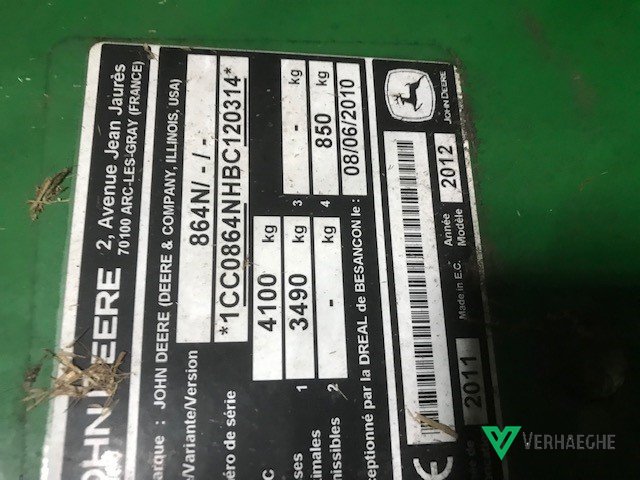 JOHN DEERE 2, Avenue Jean Jaurès
70100 ARC-LES-GRAY (FRANCE)
arque : JOHN DEERE (DEERE & COMPANY, ILLINOIS, USA)
/Variante/Version 864N/ - / -
éro de série *1CC0864NHBC120314*
C 4100 kg
ses 1 3490 kg 3 - kg
imales
nissibles 2 - kg 4 850 kg
ceptionné par la DREAL de BESANCON le : 08/06/2010
JOHN DEERE
CE
2011 Made in E.C. Année Modèle 2012
VERHAEGHE